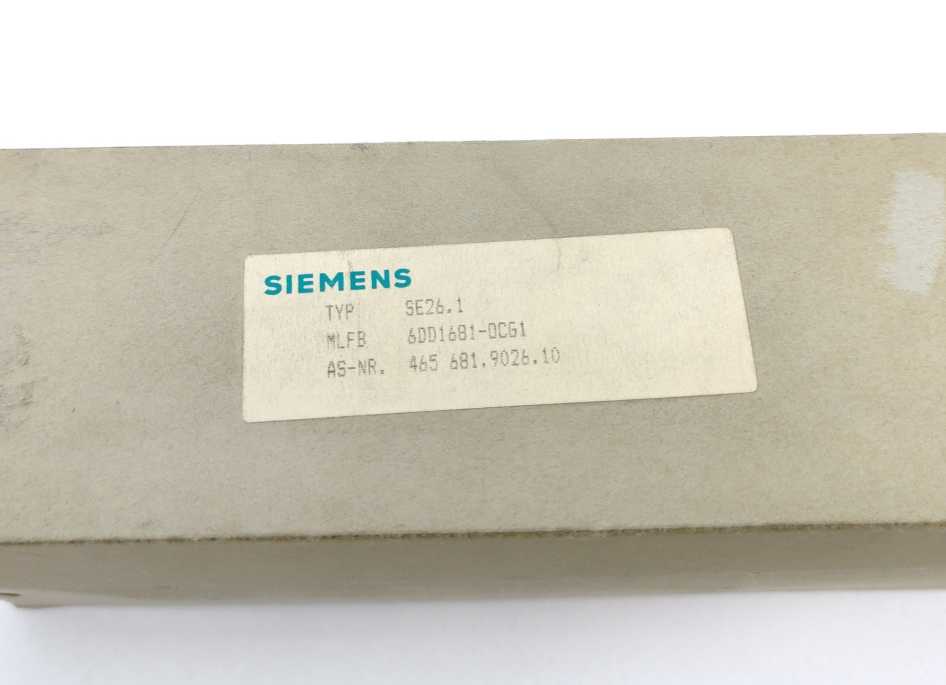 SIEMENS
TYP SE26.1
MLFB 6DD1681-0CG1
AS-NR. 465 681.9026.10